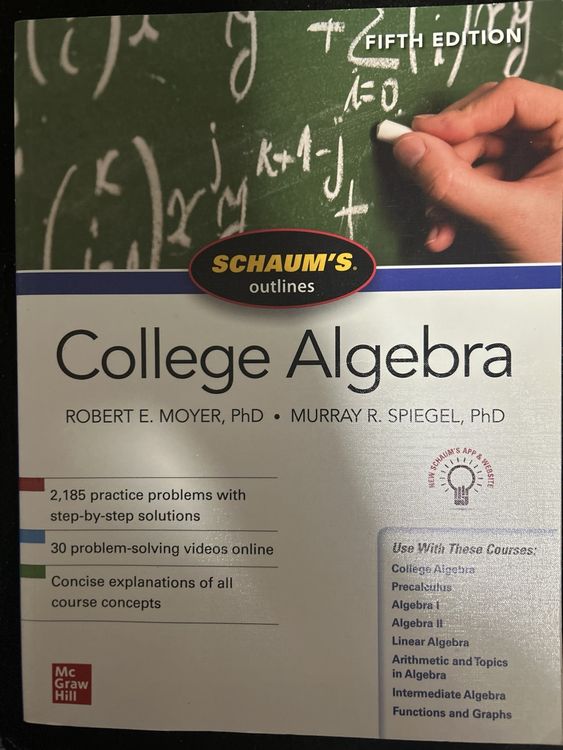 FIFTH EDITION
i=0
k+1-j
SCHAUM'S
outlines
College Algebra
ROBERT E. MOYER, PhD • MURRAY R. SPIEGEL, PhD
NEW SCHAUM'S APP & WEBSITE
2,185 practice problems with
step-by-step solutions
30 problem-solving videos online
Concise explanations of all
course concepts
Use With These Courses:
College Algebra
Precalculus
Algebra I
Algebra II
Linear Algebra
Arithmetic and Topics
in Algebra
Intermediate Algebra
Functions and Graphs
Mc
Graw
Hill